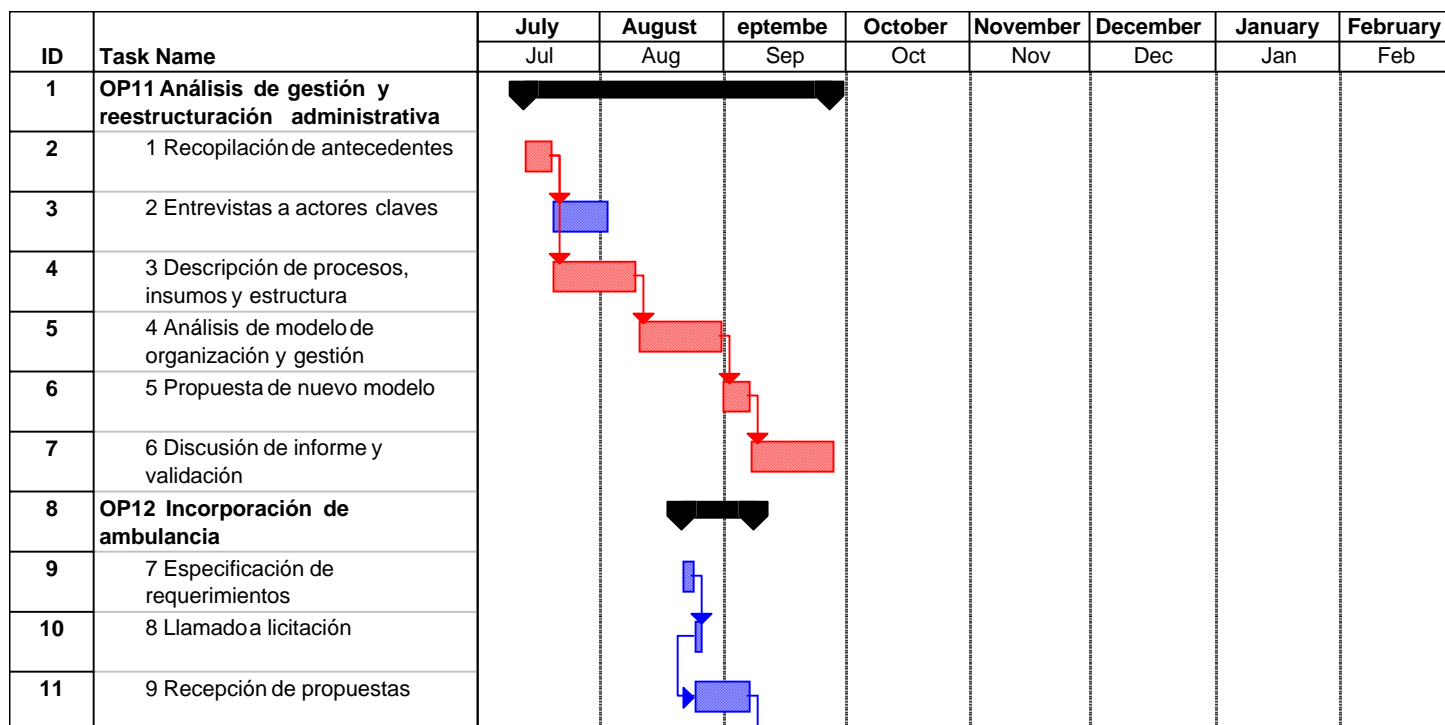 July August eptembe October November December January February
ID Task Name Jul Aug Sep Oct Nov Dec Jan Feb
1 OP11 Análisis de gestión y
reestructuración administrativa
2 1 Recopilación de antecedentes
3 2 Entrevistas a actores claves
4 3 Descripción de procesos,
insumos y estructura
5 4 Análisis de modelo de
organización y gestión
6 5 Propuesta de nuevo modelo
7 6 Discusión de informe y
validación
8 OP12 Incorporación de
ambulancia
9 7 Especificación de
requerimientos
10 8 Llamado a licitación
11 9 Recepción de propuestas